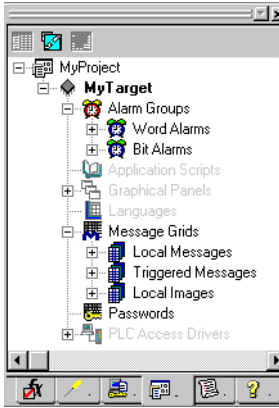 MyProject
MyTarget
Alarm Groups
Word Alarms
Bit Alarms
Application Scripts
Graphical Panels
Languages
Message Grids
Local Messages
Triggered Messages
Local Images
Passwords
PLC Access Drivers